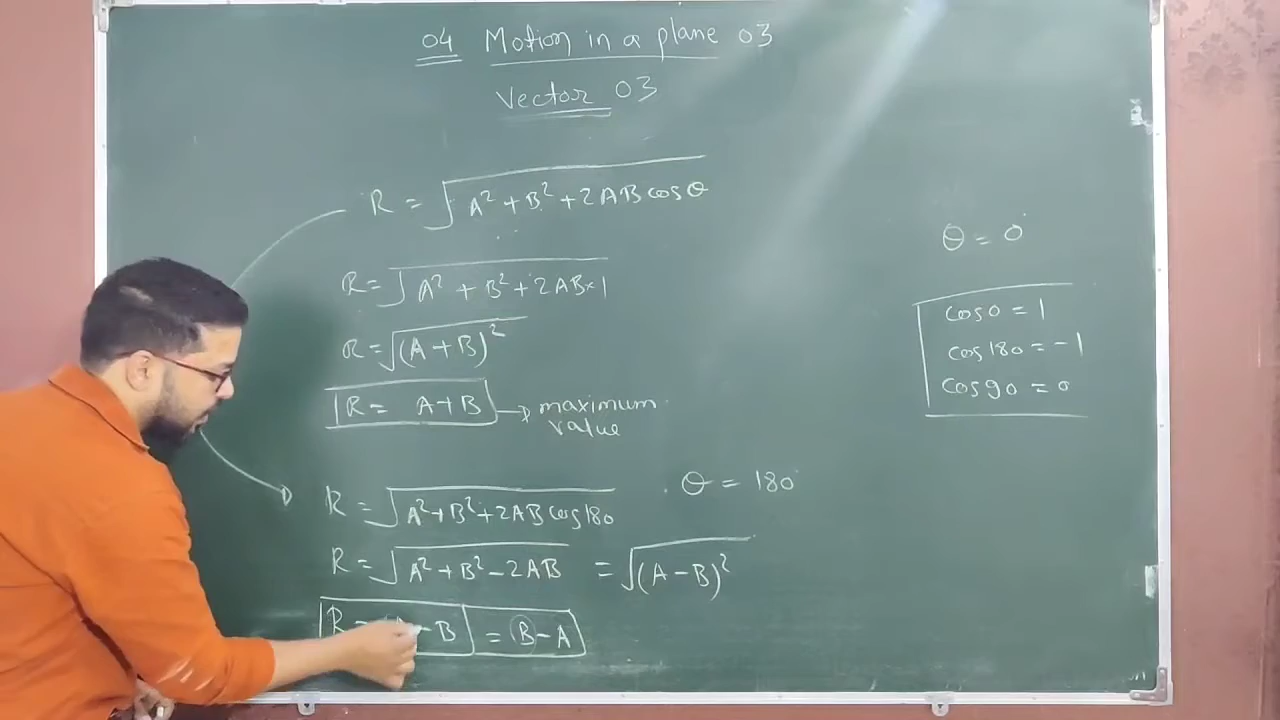 04 Motion in a plane 03
Vector 03
R = √A² + B² + 2AB cosθ
θ = 0°
R = √A² + B² + 2AB×1
R = √(A + B)²
R = A + B → maximum value
cos0 = 1
cos180 = -1
cos90 = 0
θ = 180°
R = √A² + B² + 2AB cos180
R = √A² + B² - 2AB = √(A - B)²
R = - B = B - A